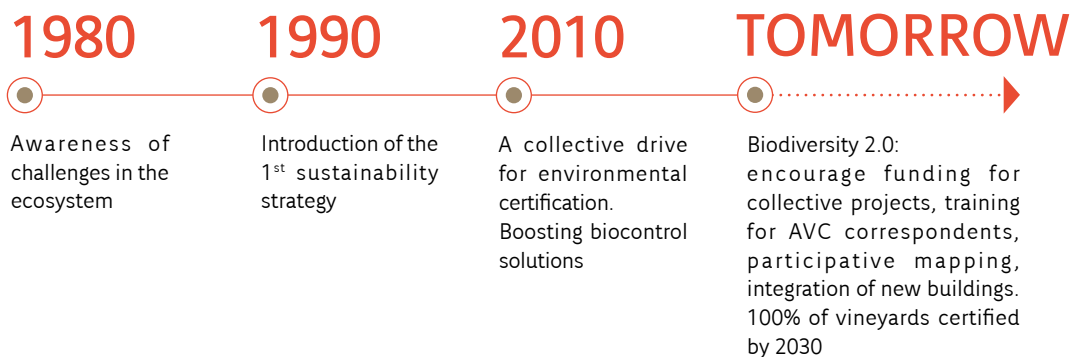 1980
Awareness of
challenges in the
ecosystem
1990
Introduction of the
1st sustainability
strategy
2010
A collective drive
for environmental
certification.
Boosting biocontrol
solutions
TOMORROW
Biodiversity 2.0:
encourage funding for
collective projects, training
for AVC correspondents,
participative mapping,
integration of new buildings.
100% of vineyards certified
by 2030